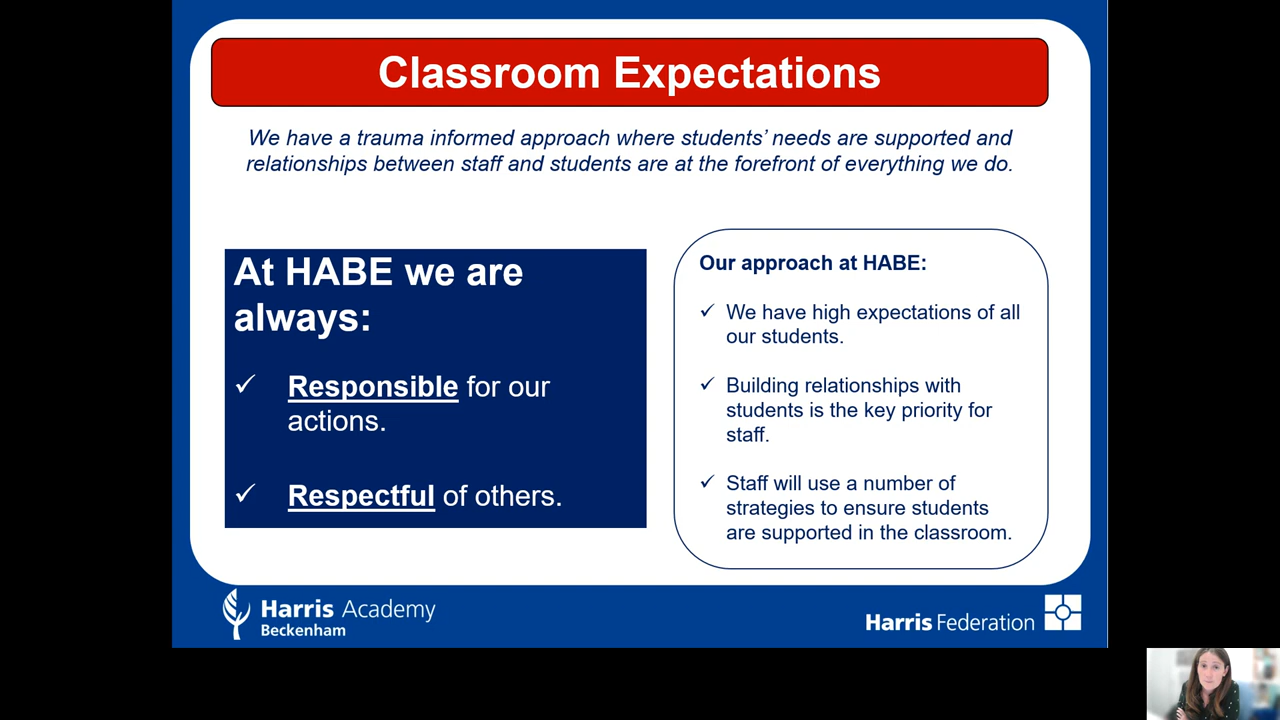 Classroom Expectations
We have a trauma informed approach where students’ needs are supported and
relationships between staff and students are at the forefront of everything we do.
At HABE we are
always:
✓ Responsible for our
actions.
✓ Respectful of others.
Our approach at HABE:
✓ We have high expectations of all
our students.
✓ Building relationships with
students is the key priority for
staff.
✓ Staff will use a number of
strategies to ensure students
are supported in the classroom.
Harris Academy
Beckenham
Harris Federation